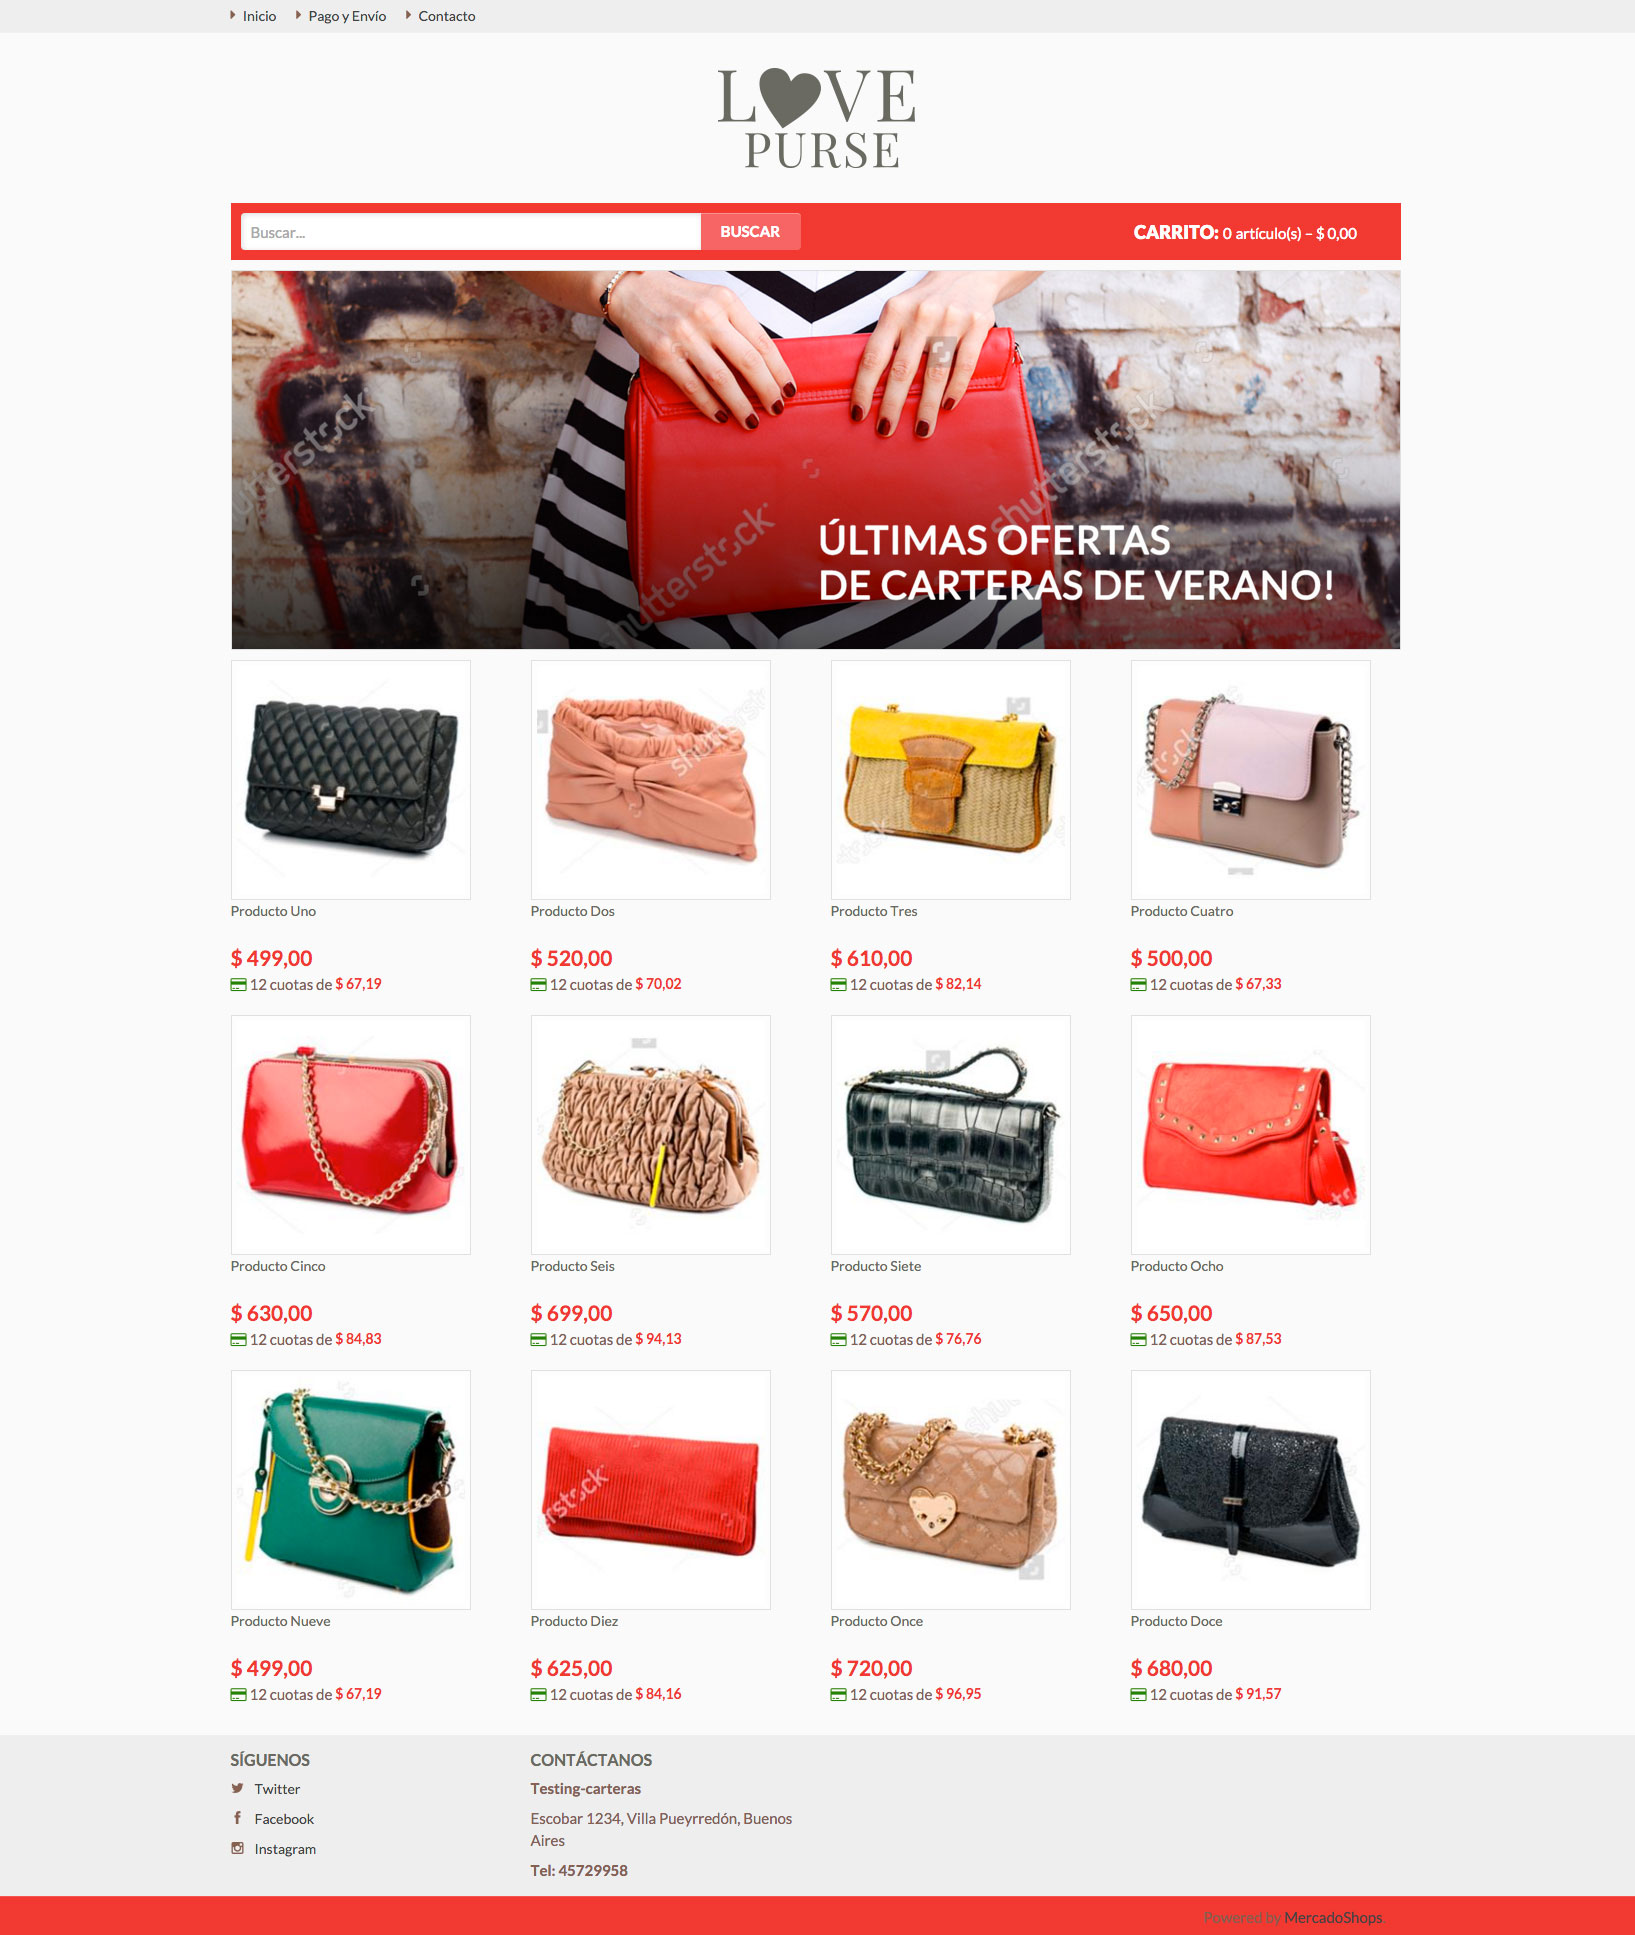 Inicio
Pago y Envío
Contacto
LOVE
PURSE
Buscar...
BUSCAR
CARRITO: 0 artículo(s) – $ 0,00
shutterstock
shutterstock
shutterstock
ÚLTIMAS OFERTAS
DE CARTERAS DE VERANO!
Producto Uno
$ 499,00
12 cuotas de $ 67,19
Producto Dos
$ 520,00
12 cuotas de $ 70,02
Producto Tres
$ 610,00
12 cuotas de $ 82,14
Producto Cuatro
$ 500,00
12 cuotas de $ 67,33
Producto Cinco
$ 630,00
12 cuotas de $ 84,83
Producto Seis
$ 699,00
12 cuotas de $ 94,13
Producto Siete
$ 570,00
12 cuotas de $ 76,76
Producto Ocho
$ 650,00
12 cuotas de $ 87,53
Producto Nueve
$ 499,00
12 cuotas de $ 67,19
Producto Diez
$ 625,00
12 cuotas de $ 84,16
Producto Once
$ 720,00
12 cuotas de $ 96,95
Producto Doce
$ 680,00
12 cuotas de $ 91,57
SÍGUENOS
Twitter
Facebook
Instagram
CONTÁCTANOS
Testing-carteras
Escobar 1234, Villa Pueyrredón, Buenos
Aires
Tel: 45729958
Powered by MercadoShops.